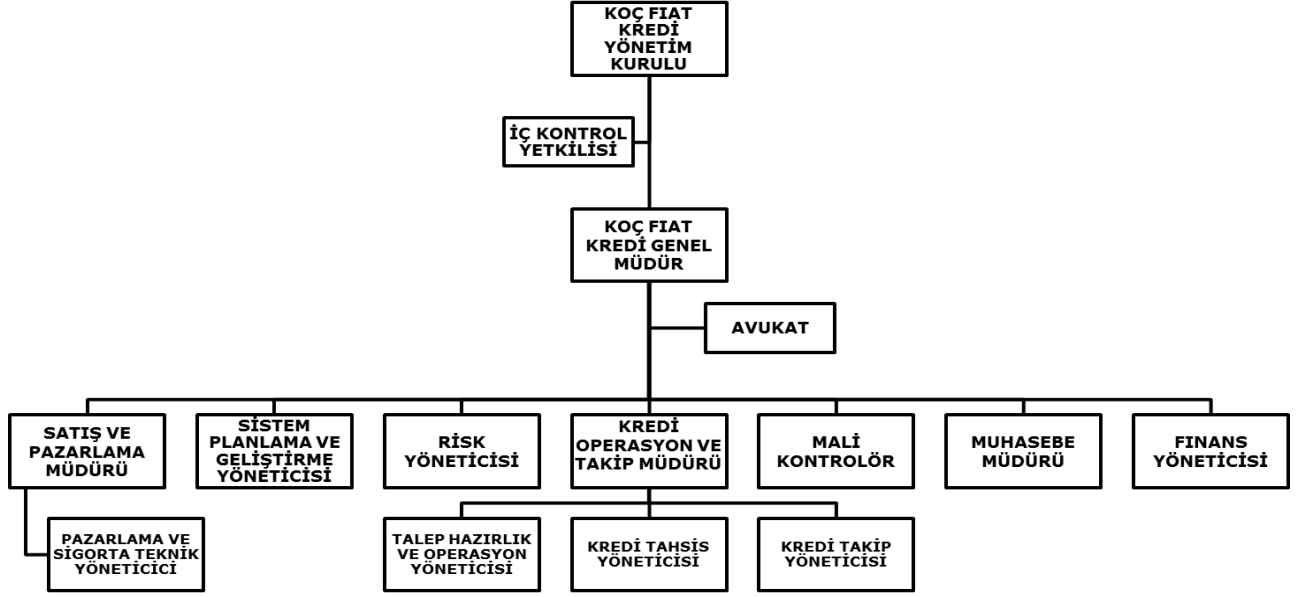 KOÇ FIAT
KREDİ
YÖNETİM
KURULU
İÇ KONTROL
YETKİLİSİ
KOÇ FIAT
KREDİ GENEL
MÜDÜR
AVUKAT
SATIŞ VE
PAZARLAMA
MÜDÜRÜ
SİSTEM
PLANLAMA VE
GELİŞTİRME
YÖNETİCİSİ
RİSK
YÖNETİCİSİ
KREDİ
OPERASYON VE
TAKİP MÜDÜRÜ
MALİ
KONTROLÖR
MUHASEBE
MÜDÜRÜ
FINANS
YÖNETİCİSİ
PAZARLAMA VE
SİGORTA TEKNİK
YÖNETİCİCİ
TALEP HAZIRLIK
VE OPERASYON
YÖNETİCİSİ
KREDİ TAHSİS
YÖNETİCİSİ
KREDİ TAKİP
YÖNETİCİSİ